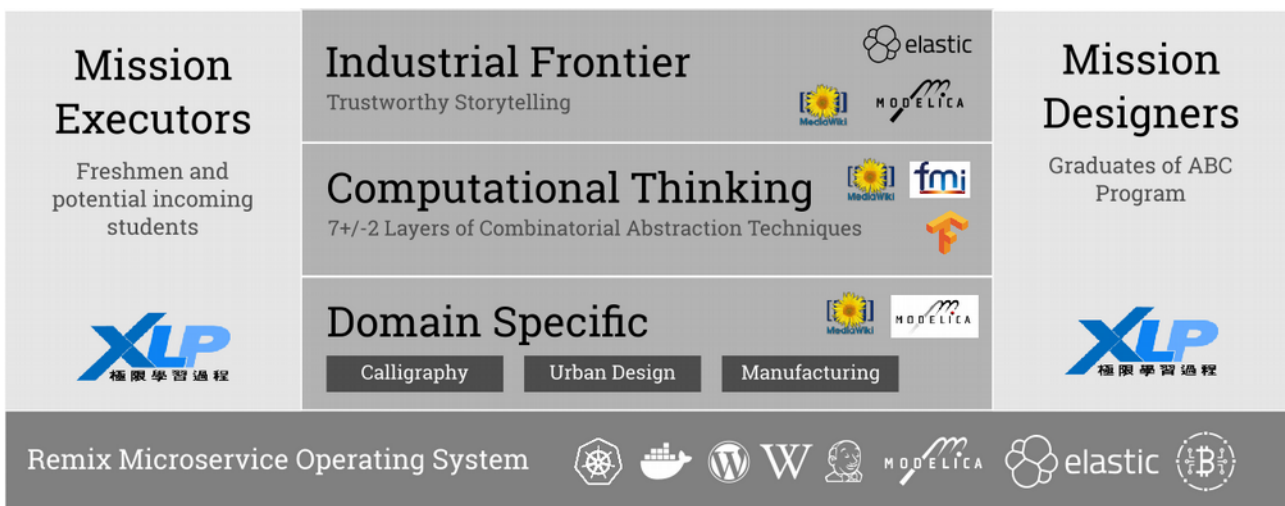 Mission
Executors
Freshmen and
potential incoming
students
XLP
極限學習過程
Industrial Frontier
Trustworthy Storytelling
elastic
MediaWiki
MODELICA
Computational Thinking
7+/-2 Layers of Combinatorial Abstraction Techniques
MediaWiki
fmi
Domain Specific
MediaWiki
MODELICA
Calligraphy
Urban Design
Manufacturing
Mission
Designers
Graduates of ABC
Program
XLP
極限學習過程
Remix Microservice Operating System
W
W
MODELICA
elastic
B